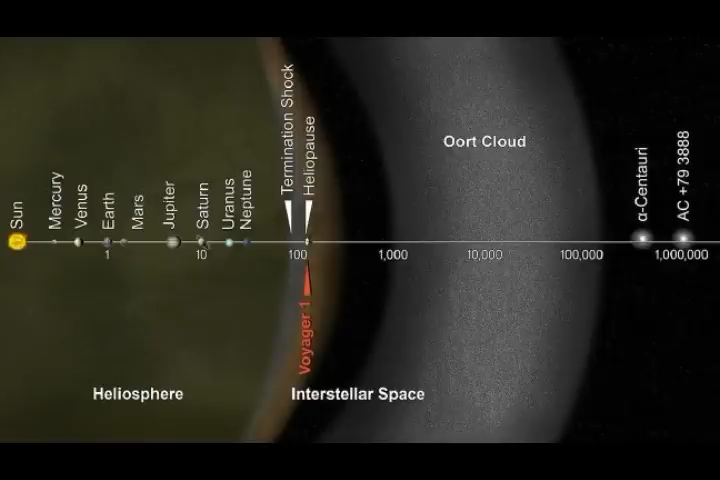 Sun
Mercury
Venus
Earth
Mars
Jupiter
Saturn
Uranus
Neptune
Termination Shock
Heliopause
Oort Cloud
α-Centauri
AC +79 3888
1
10
100
1,000
10,000
100,000
1,000,000
Voyager 1
Heliosphere
Interstellar Space